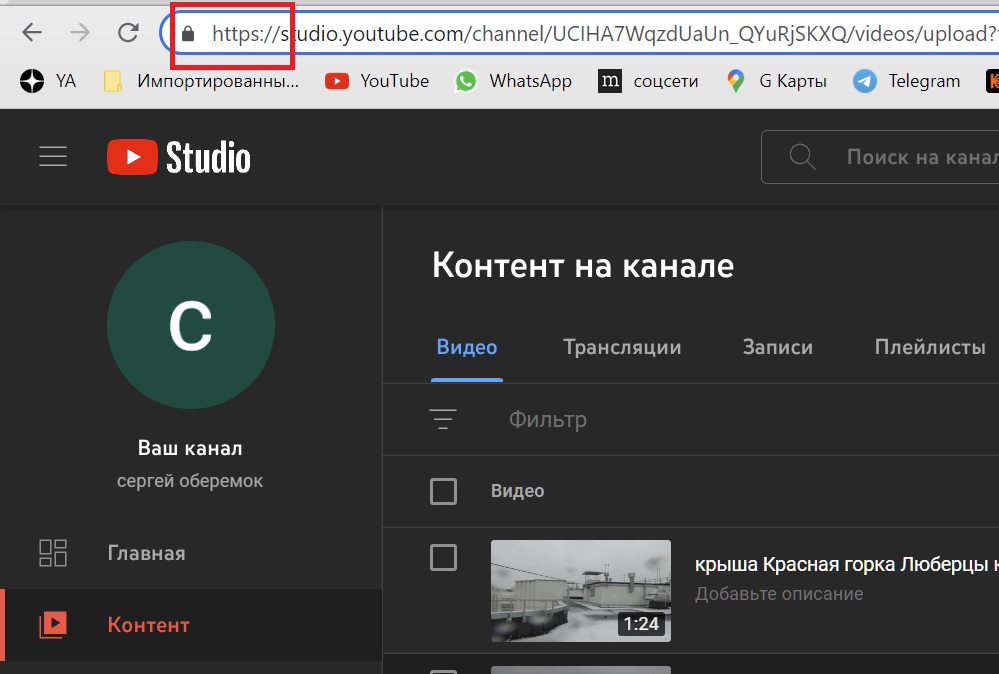 https://studio.youtube.com/channel/UCIHA7WqzdUaUn_QYuRjSKXQ/videos/upload?
YA Импортированны... YouTube WhatsApp m соцсети G Карты Telegram
Studio
Поиск на канал
С
Ваш канал
сергей оберемок
Главная
Контент
Контент на канале
Видео Трансляции Записи Плейлисты
Фильтр
Видео
1:24
крыша Красная горка Люберцы к
Добавьте описание